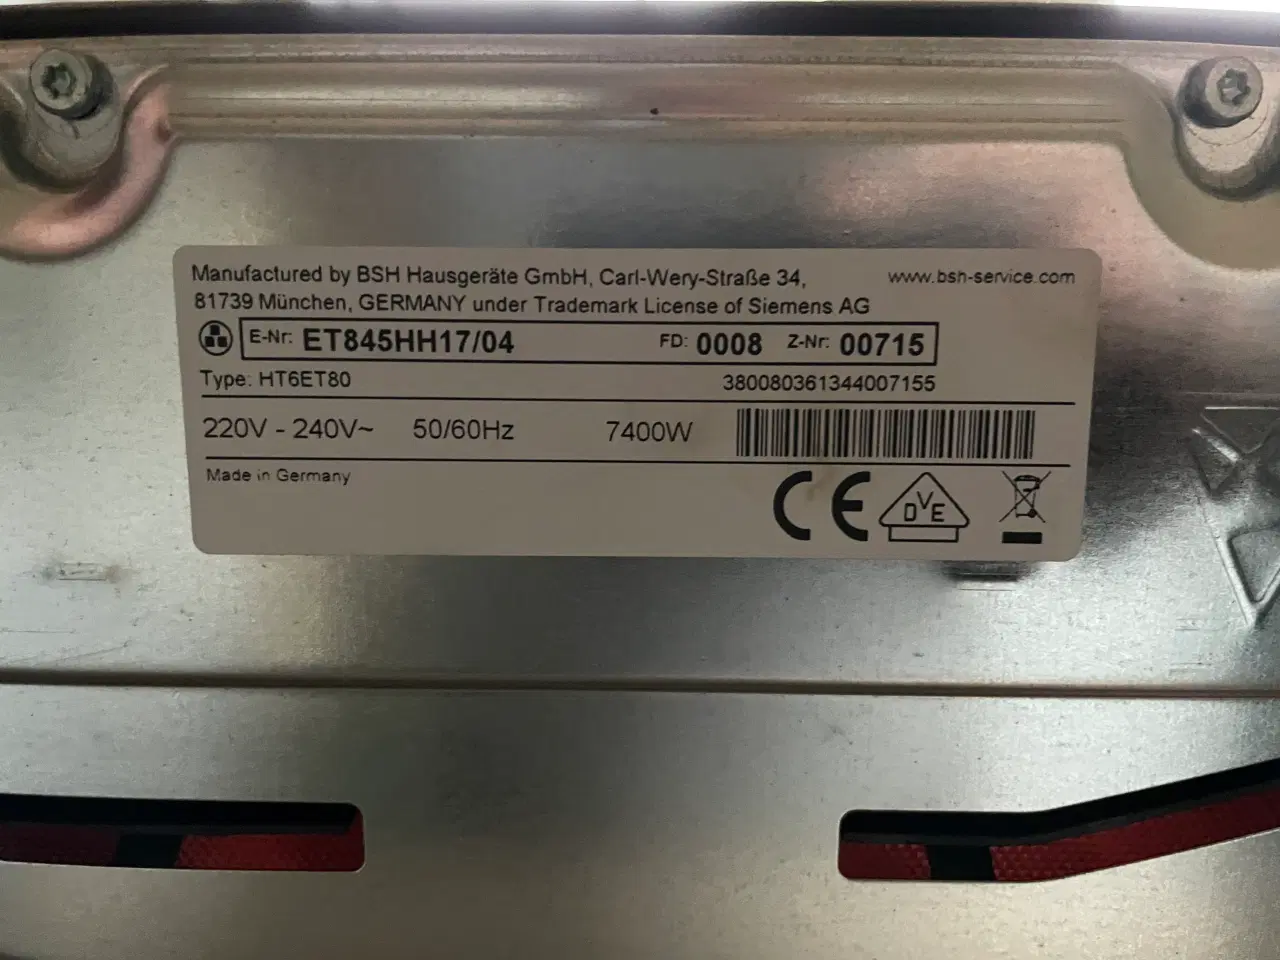 Manufactured by BSH Hausgeräte GmbH, Carl-Wery-Straße 34, www.bsh-service.com
81739 München, GERMANY under Trademark License of Siemens AG
E-Nr: ET845HH17/04 FD: 0008 Z-Nr: 00715
Type: HT6ET80 380080361344007155
220V - 240V~ 50/60Hz 7400W
Made in Germany
CE DVE